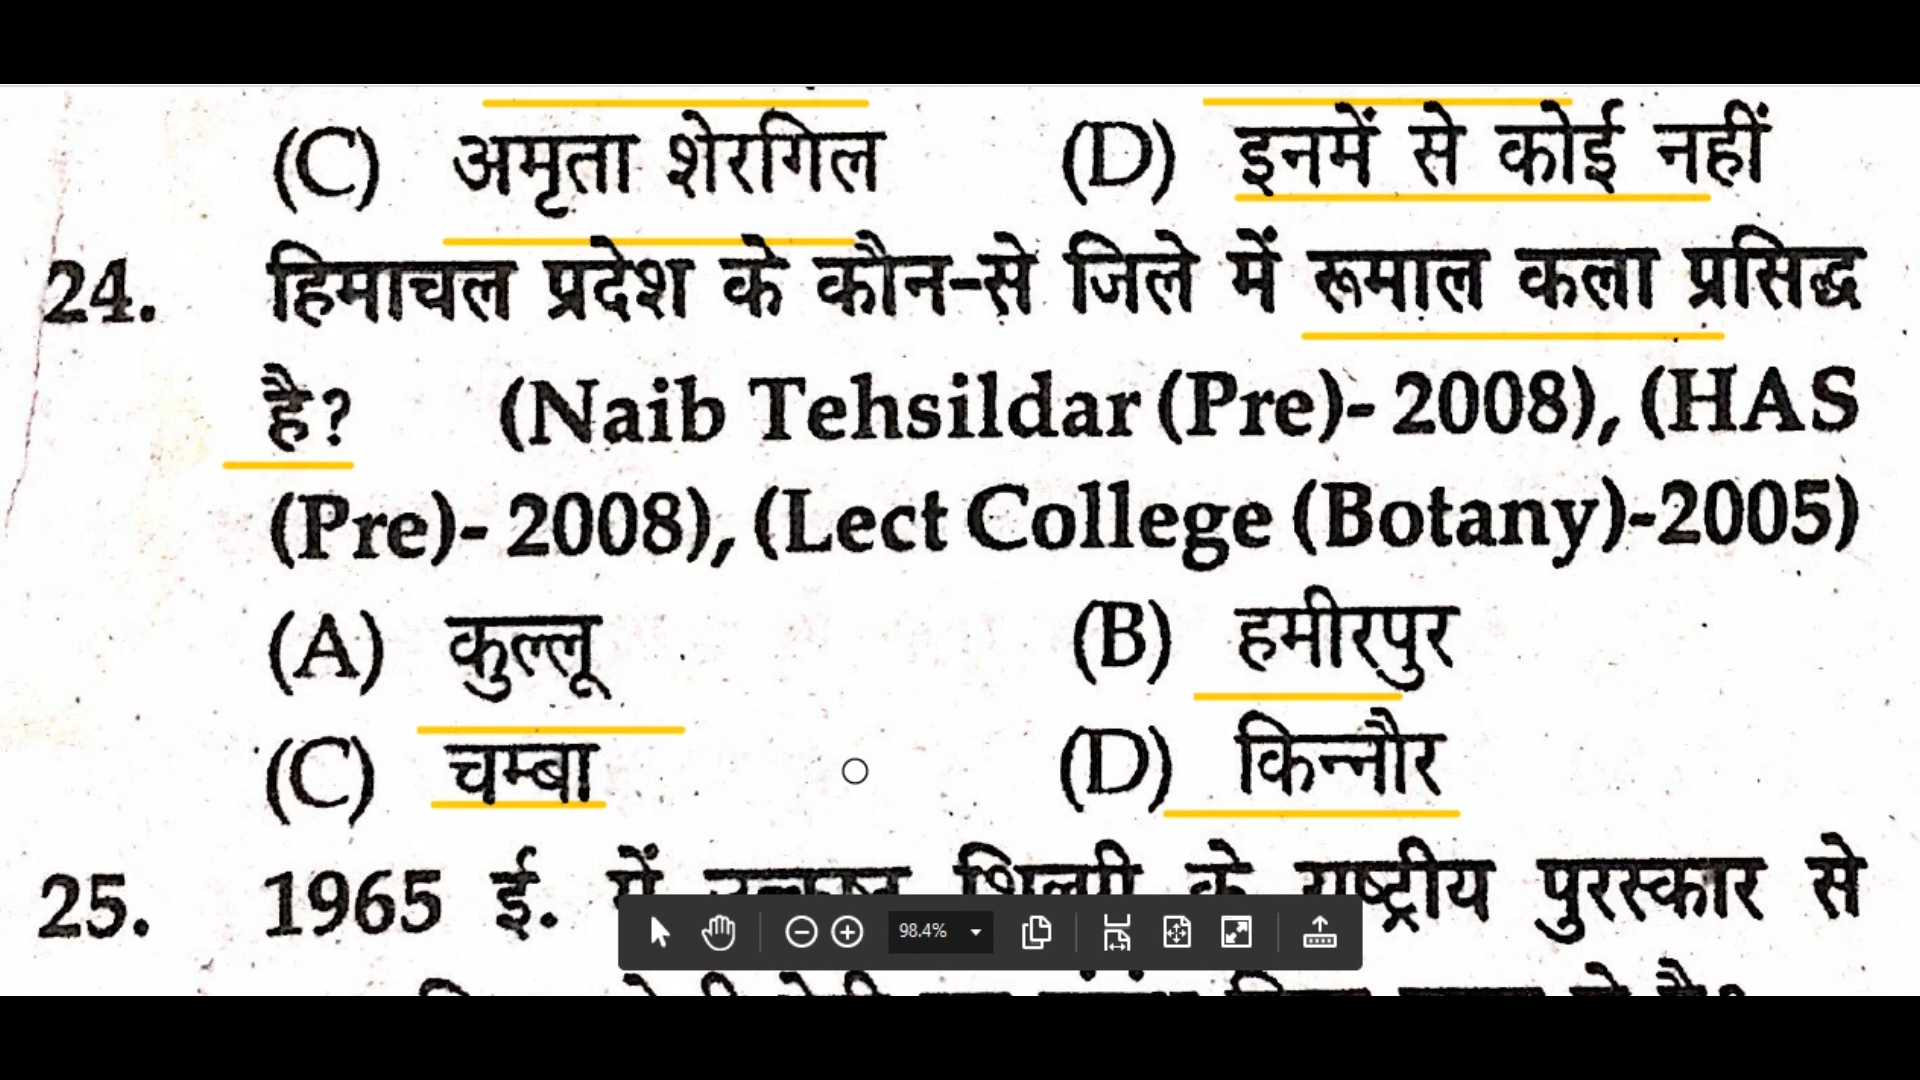 (C) अमृता शेरगिल (D) इनमें से कोई नहीं
24. हिमाचल प्रदेश के कौन-से जिले में रूमाल कला प्रसिद्ध
है? (Naib Tehsildar (Pre)- 2008), (HAS
(Pre)- 2008), (Lect College (Botany)-2005)
(A) कुल्लू (B) हमीरपुर
(C) चम्बा (D) किन्नौर
25. 1965 ई. में पुरस्कार से
98.4%